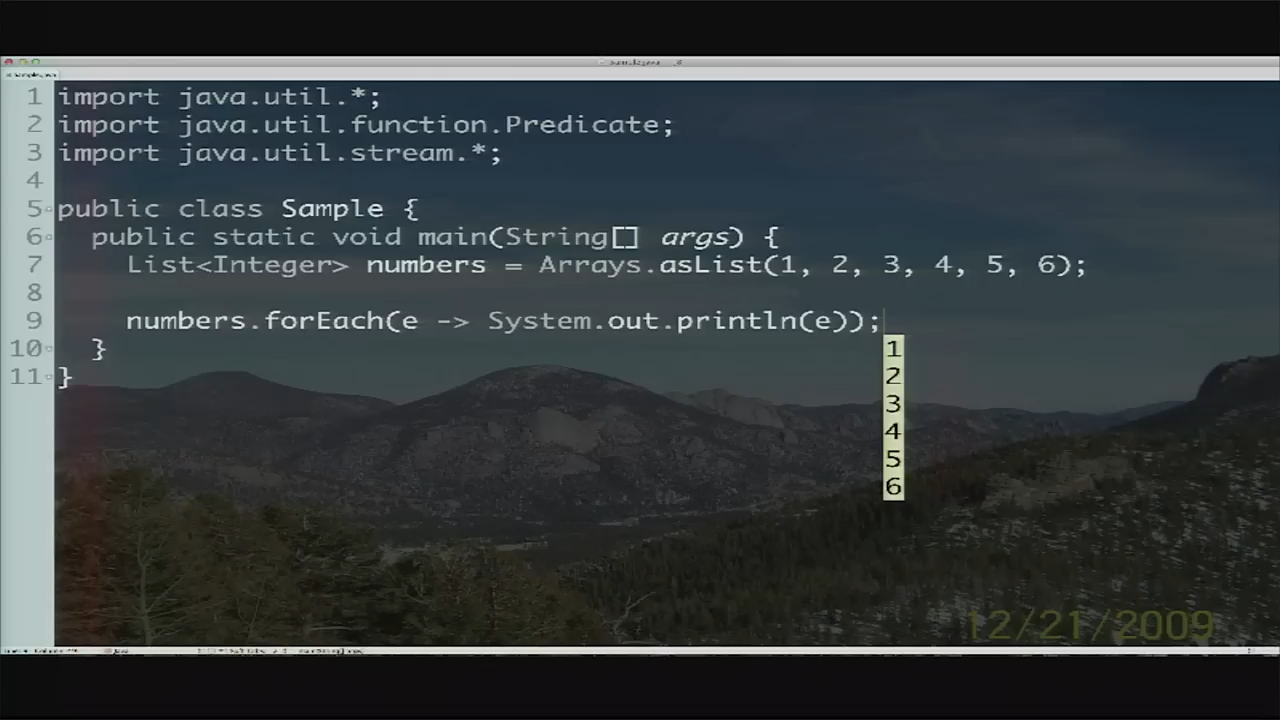 1 import java.util.*;
2 import java.util.function.Predicate;
3 import java.util.stream.*;
4
5 public class Sample {
6 public static void main(String[] args) {
7 List<Integer> numbers = Arrays.asList(1, 2, 3, 4, 5, 6);
8
9 numbers.forEach(e -> System.out.println(e));
10 }
11 }
1
2
3
4
5
6
12/21/2009